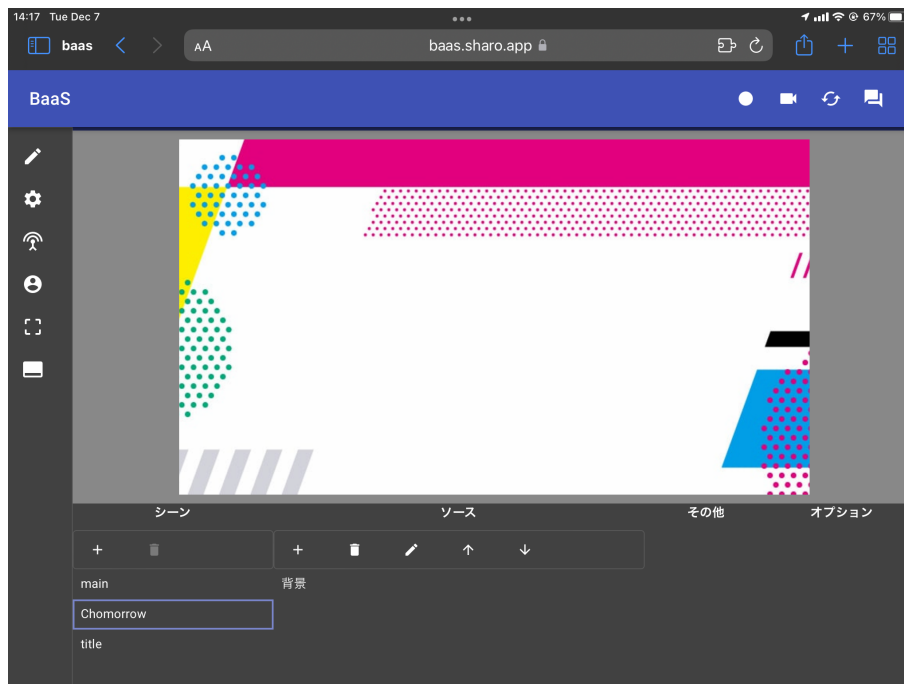 14:17 Tue Dec 7
67%
baas
AA
baas.sharo.app
BaaS
シーン
ソース
その他
オプション
main
背景
Chomorrow
title